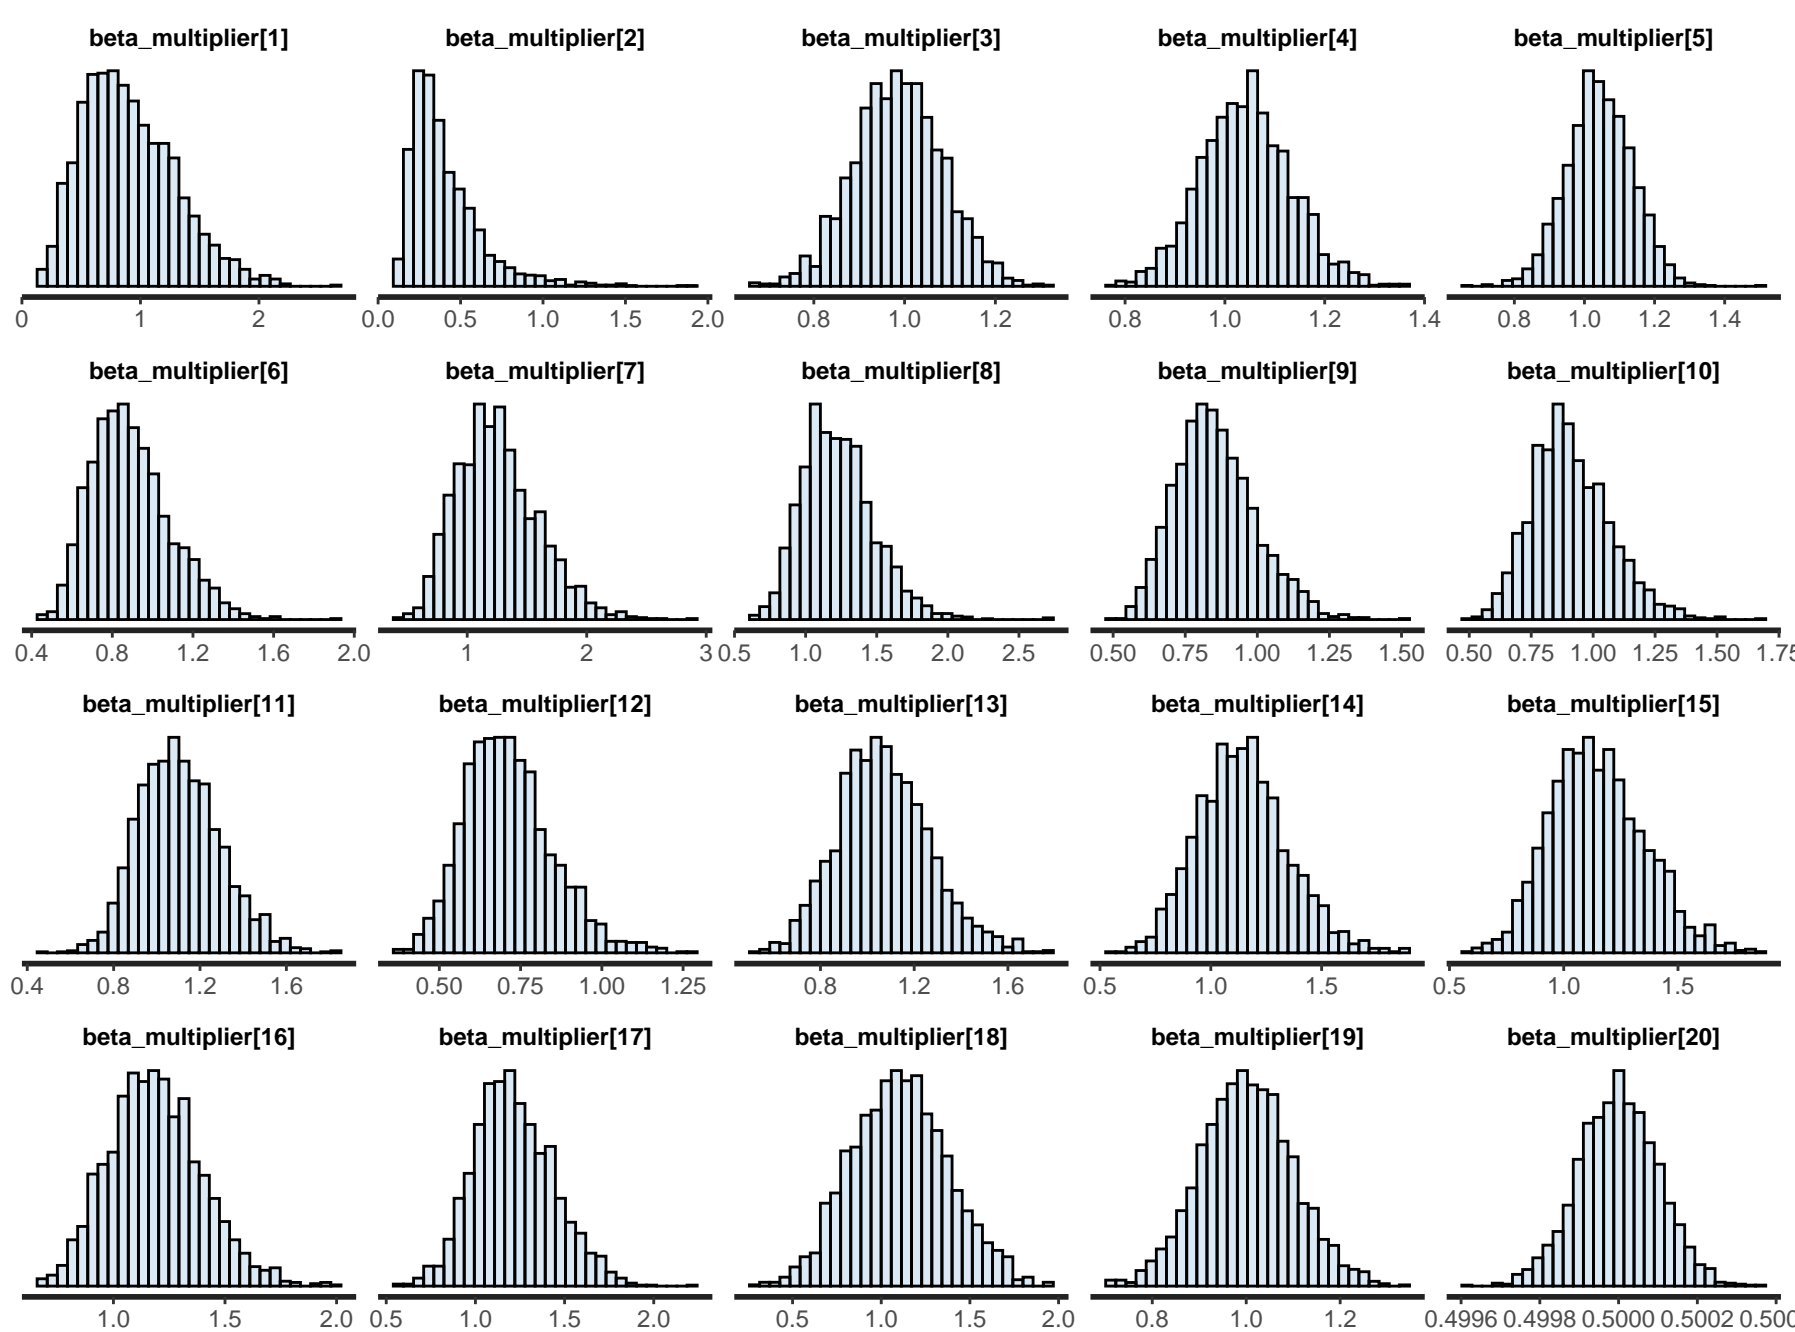 beta_multiplier[1] beta_multiplier[2] beta_multiplier[3] beta_multiplier[4] beta_multiplier[5]
0 1 2 0.0 0.5 1.0 1.5 2.0 0.8 1.0 1.2 0.8 1.0 1.2 1.4 0.8 1.0 1.2 1.4
beta_multiplier[6] beta_multiplier[7] beta_multiplier[8] beta_multiplier[9] beta_multiplier[10]
0.4 0.8 1.2 1.6 2.0 1 2 3 0.5 1.0 1.5 2.0 2.5 0.50 0.75 1.00 1.25 1.50 0.50 0.75 1.00 1.25 1.50 1.75
beta_multiplier[11] beta_multiplier[12] beta_multiplier[13] beta_multiplier[14] beta_multiplier[15]
0.4 0.8 1.2 1.6 0.50 0.75 1.00 1.25 0.8 1.2 1.6 0.5 1.0 1.5 0.5 1.0 1.5
beta_multiplier[16] beta_multiplier[17] beta_multiplier[18] beta_multiplier[19] beta_multiplier[20]
1.0 1.5 2.0 0.5 1.0 1.5 2.0 0.5 1.0 1.5 2.0 0.8 1.0 1.2 0.4996 0.4998 0.5000 0.5002 0.500